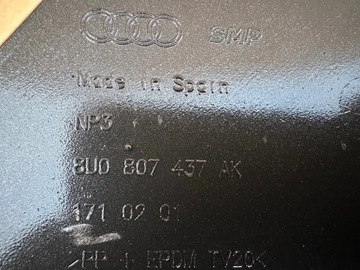 SMP
Made in Spain
NP3
8U0 807 437 AK
171 02 01
>PP + EPDM TV20<